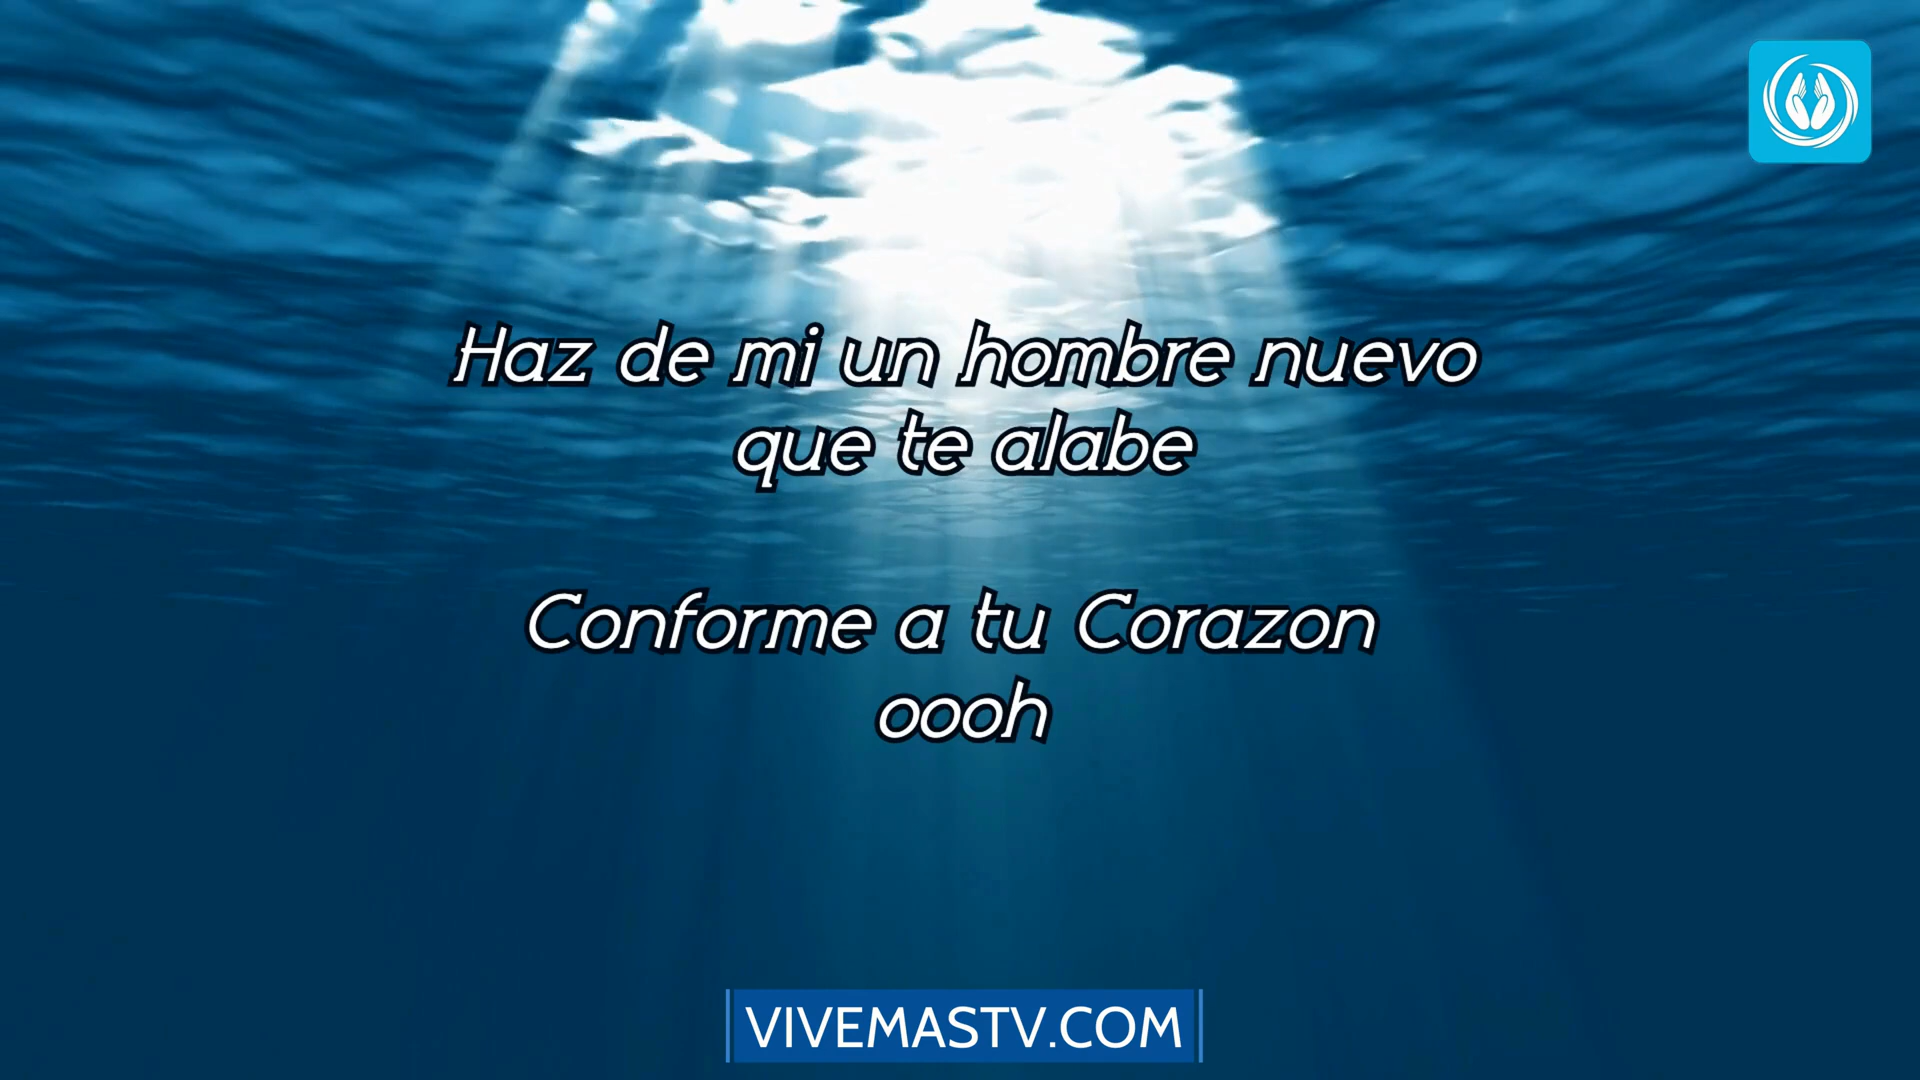 Haz de mi un hombre nuevo
que te alabe
Conforme a tu Corazon
oooh
VIVEMASTV.COM